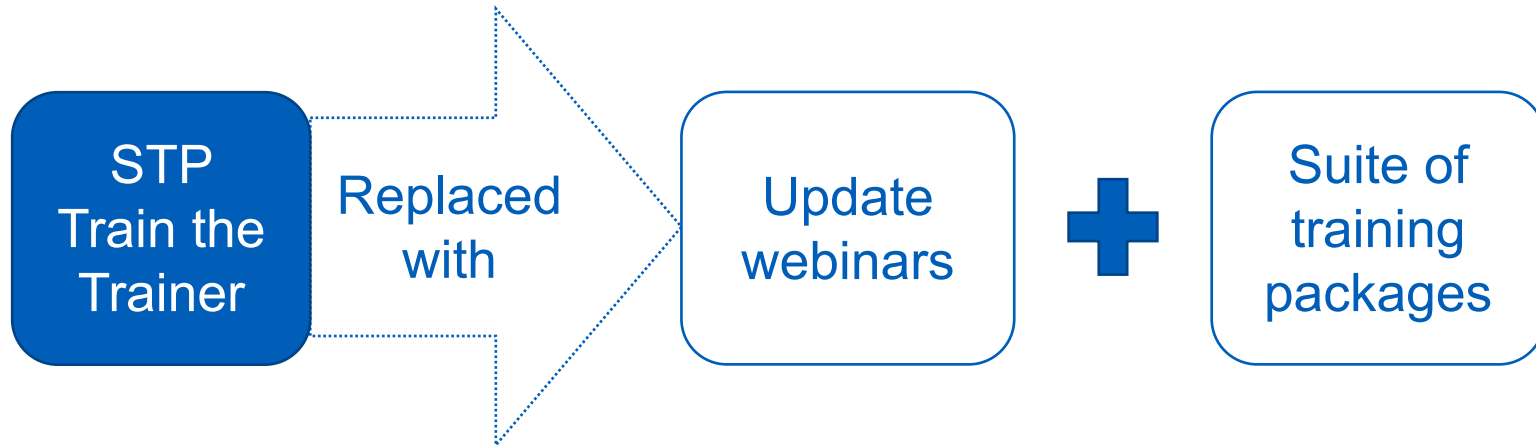 STP
Train the
Trainer
Replaced
with
Update
webinars
Suite of
training
packages